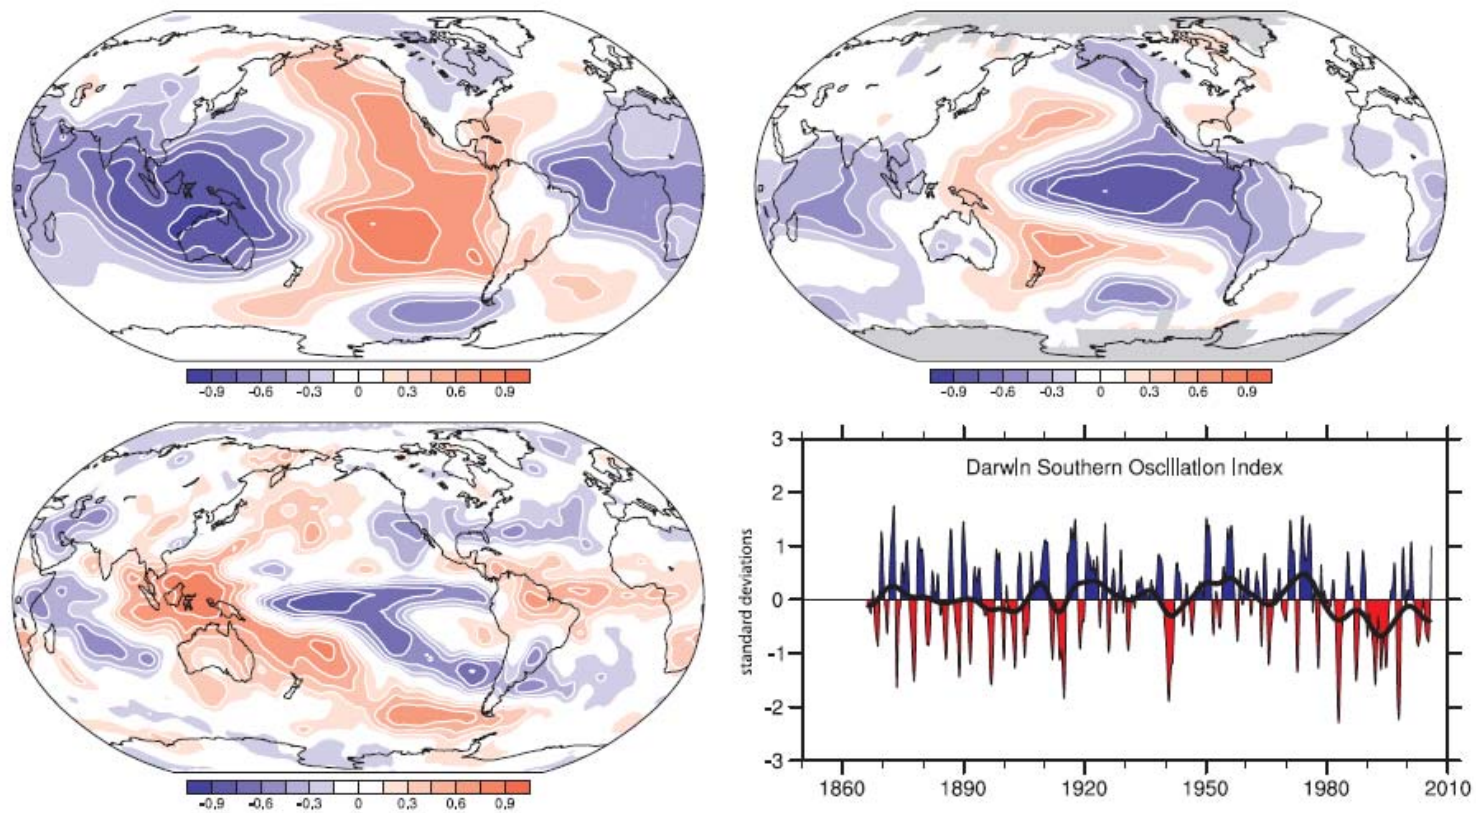 -0.9 -0.6 -0.3 0 0.3 0.6 0.9
-0.9 -0.6 -0.3 0 0.3 0.6 0.9
-0.9 -0.6 -0.3 0 0.3 0.6 0.9
Darwin Southern Oscillation Index
standard deviations
3
2
1
0
-1
-2
-3
1860 1890 1920 1950 1980 2010